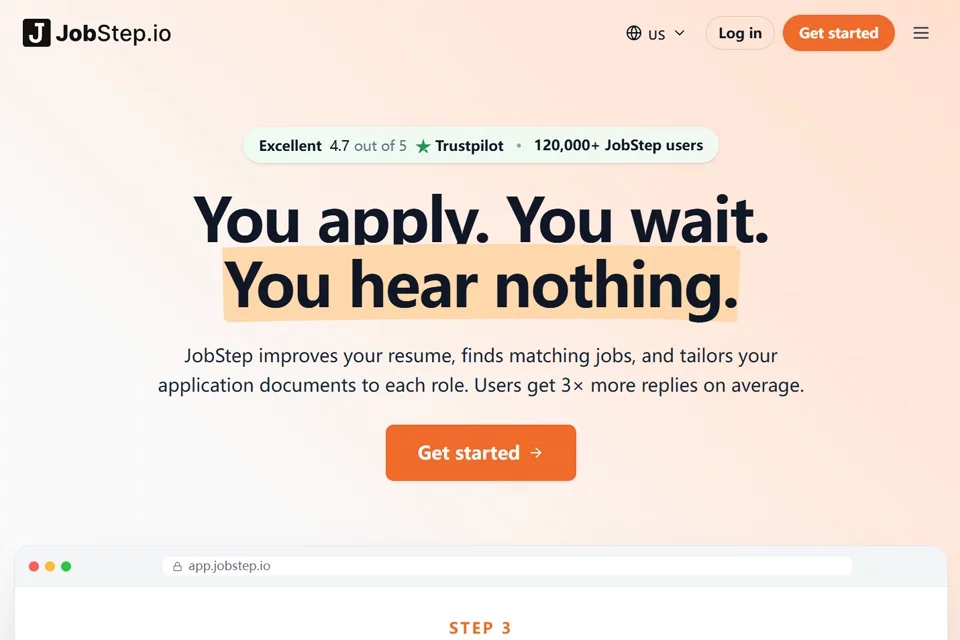 J JobStep.io
US
Log in
Get started
Excellent 4.7 out of 5 ★ Trustpilot • 120,000+ JobStep users
You apply. You wait.
You hear nothing.
JobStep improves your resume, finds matching jobs, and tailors your
application documents to each role. Users get 3× more replies on average.
Get started →
app.jobstep.io
STEP 3